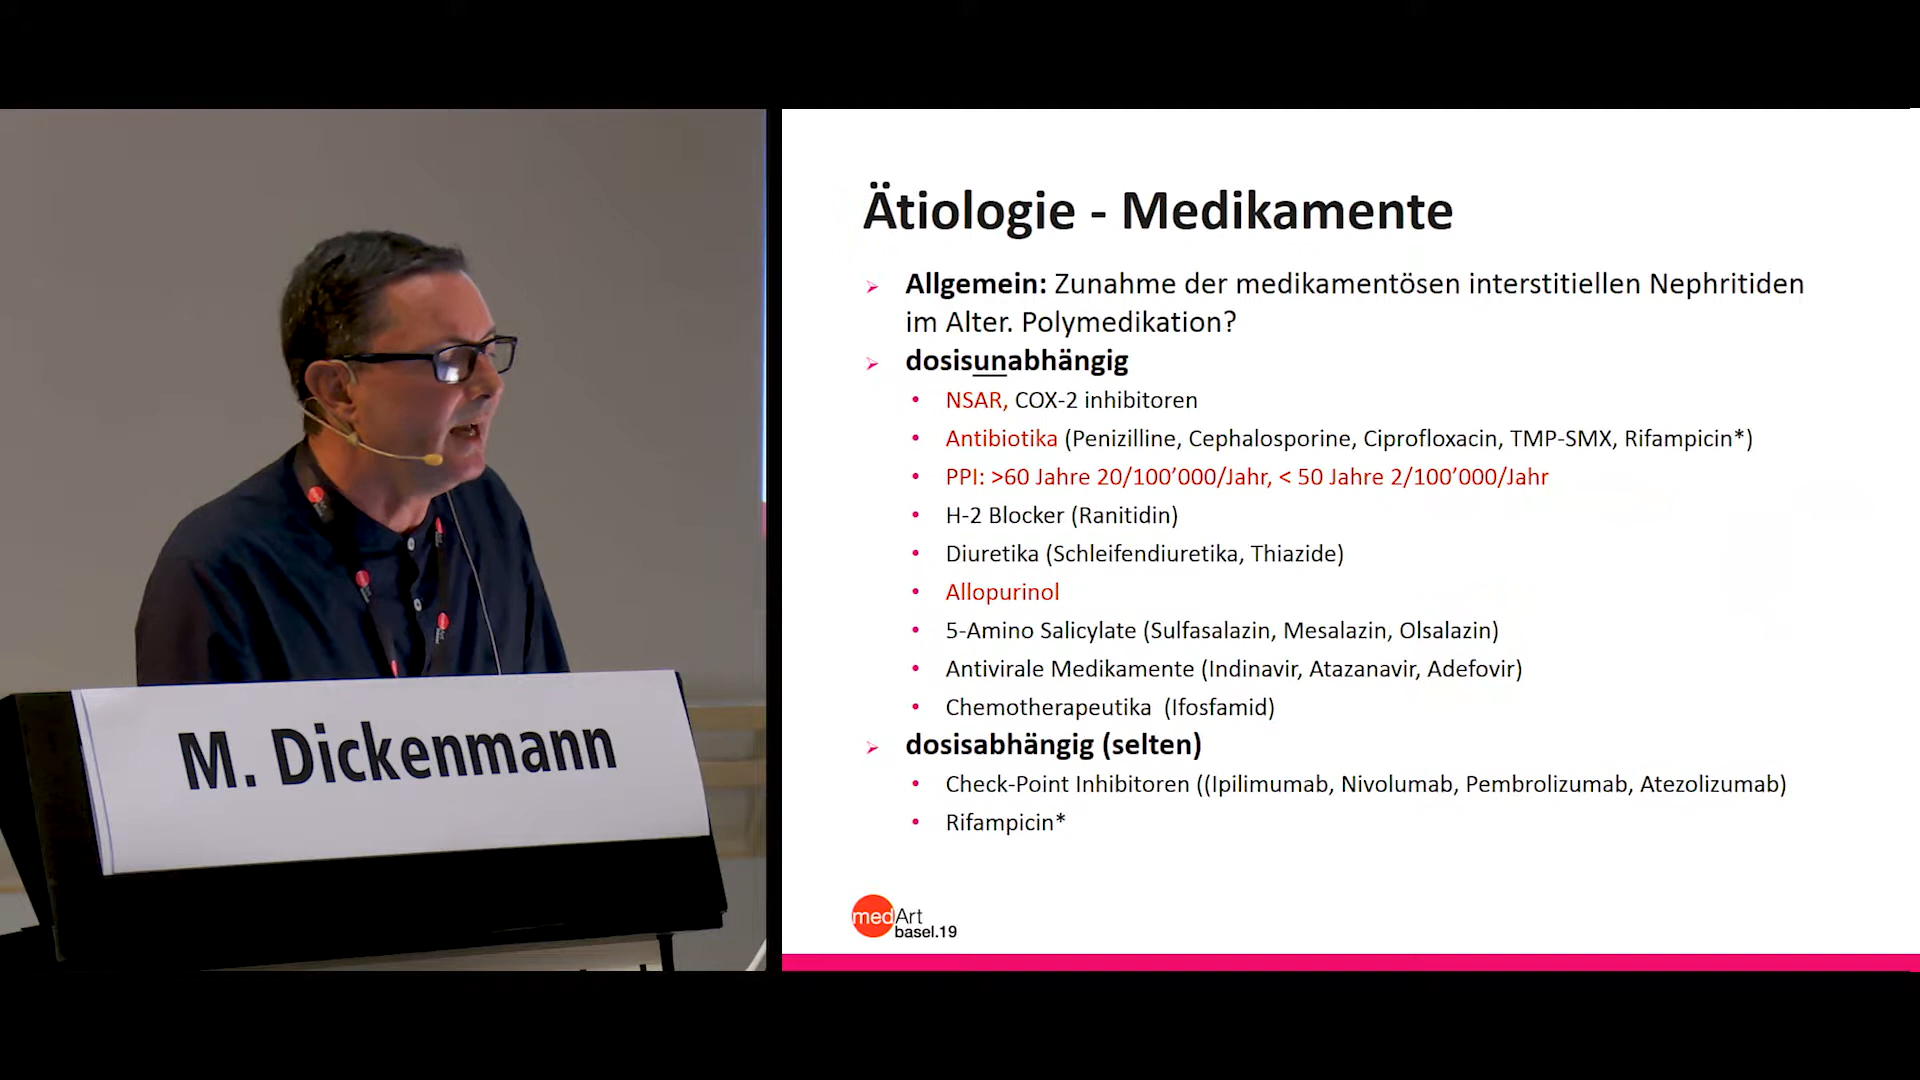 M. Dickenmann
Ätiologie - Medikamente
Allgemein: Zunahme der medikamentösen interstitiellen Nephritiden
im Alter. Polymedikation?
dosisunabhängig
NSAR, COX-2 inhibitoren
Antibiotika (Penizilline, Cephalosporine, Ciprofloxacin, TMP-SMX, Rifampicin*)
PPI: >60 Jahre 20/100’000/Jahr, < 50 Jahre 2/100’000/Jahr
H-2 Blocker (Ranitidin)
Diuretika (Schleifendiuretika, Thiazide)
Allopurinol
5-Amino Salicylate (Sulfasalazin, Mesalazin, Olsalazin)
Antivirale Medikamente (Indinavir, Atazanavir, Adefovir)
Chemotherapeutika (Ifosfamid)
dosisabhängig (selten)
Check-Point Inhibitoren ((Ipilimumab, Nivolumab, Pembrolizumab, Atezolizumab)
Rifampicin*
medArt
basel.19